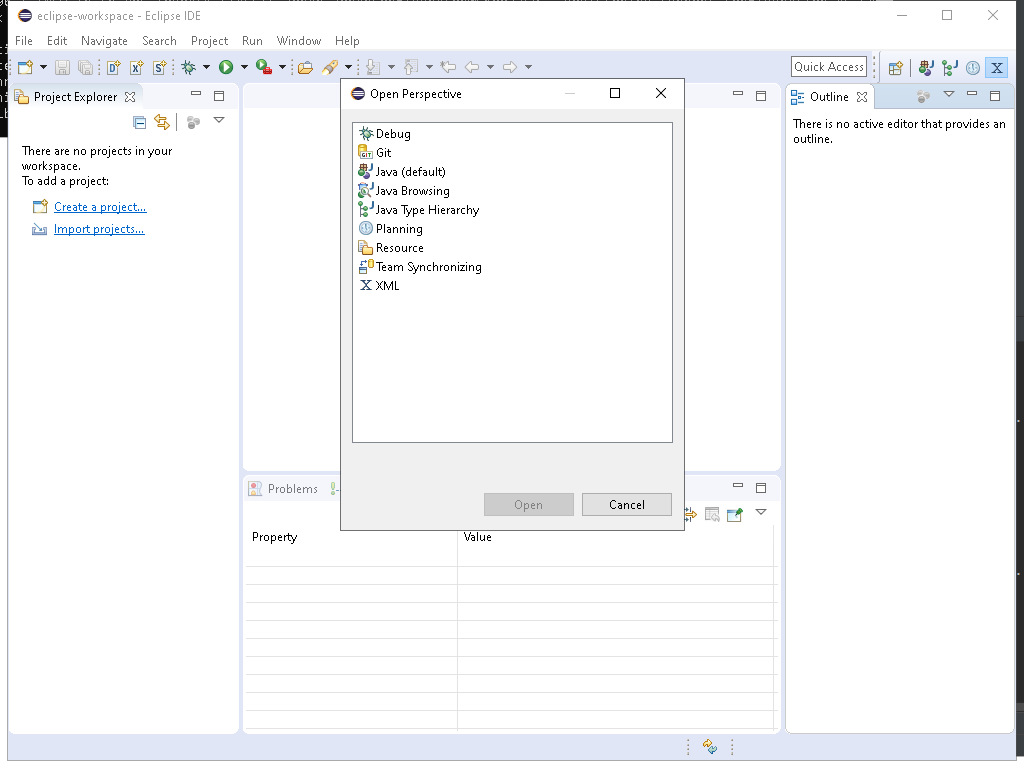 eclipse-workspace - Eclipse IDE
File Edit Navigate Search Project Run Window Help
Quick Access
Project Explorer
There are no projects in your
workspace.
To add a project:
Create a project...
Import projects...
Open Perspective
Debug
Git
Java (default)
Java Browsing
Java Type Hierarchy
Planning
Resource
Team Synchronizing
XML
Open Cancel
Outline
There is no active editor that provides an
outline.
Problems
Property Value